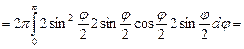 = 2π∫₀^π 2 sin² φ/2 2 sin φ/2 cos φ/2 2 sin φ/2 dφ =